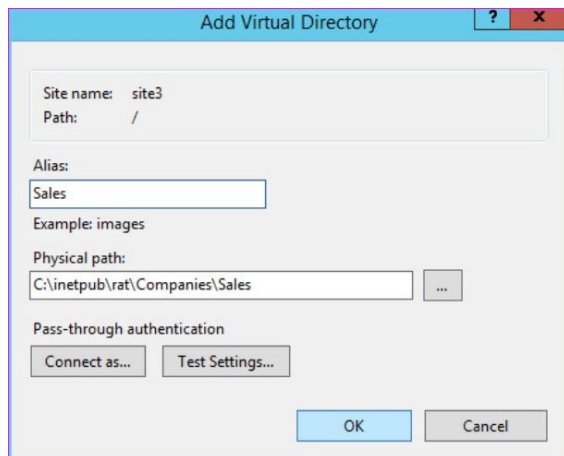 Add Virtual Directory
?
x
Site name: site3
Path: /
Alias:
Sales
Example: images
Physical path:
C:\inetpub\rat\Companies\Sales
...
Pass-through authentication
Connect as... Test Settings...
OK Cancel